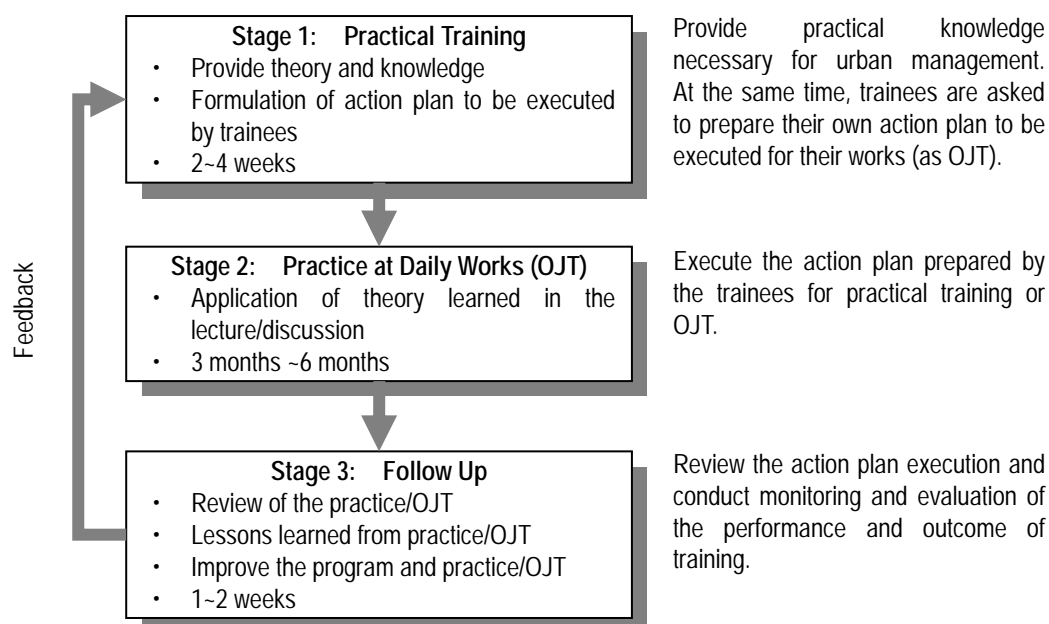 Stage 1: Practical Training
• Provide theory and knowledge
• Formulation of action plan to be executed
by trainees
• 2~4 weeks
Provide practical knowledge
necessary for urban management.
At the same time, trainees are asked
to prepare their own action plan to be
executed for their works (as OJT).
Feedback
Stage 2: Practice at Daily Works (OJT)
• Application of theory learned in the
lecture/discussion
• 3 months ~6 months
Execute the action plan prepared by
the trainees for practical training or
OJT.
Stage 3: Follow Up
• Review of the practice/OJT
• Lessons learned from practice/OJT
• Improve the program and practice/OJT
• 1~2 weeks
Review the action plan execution and
conduct monitoring and evaluation of
the performance and outcome of
training.